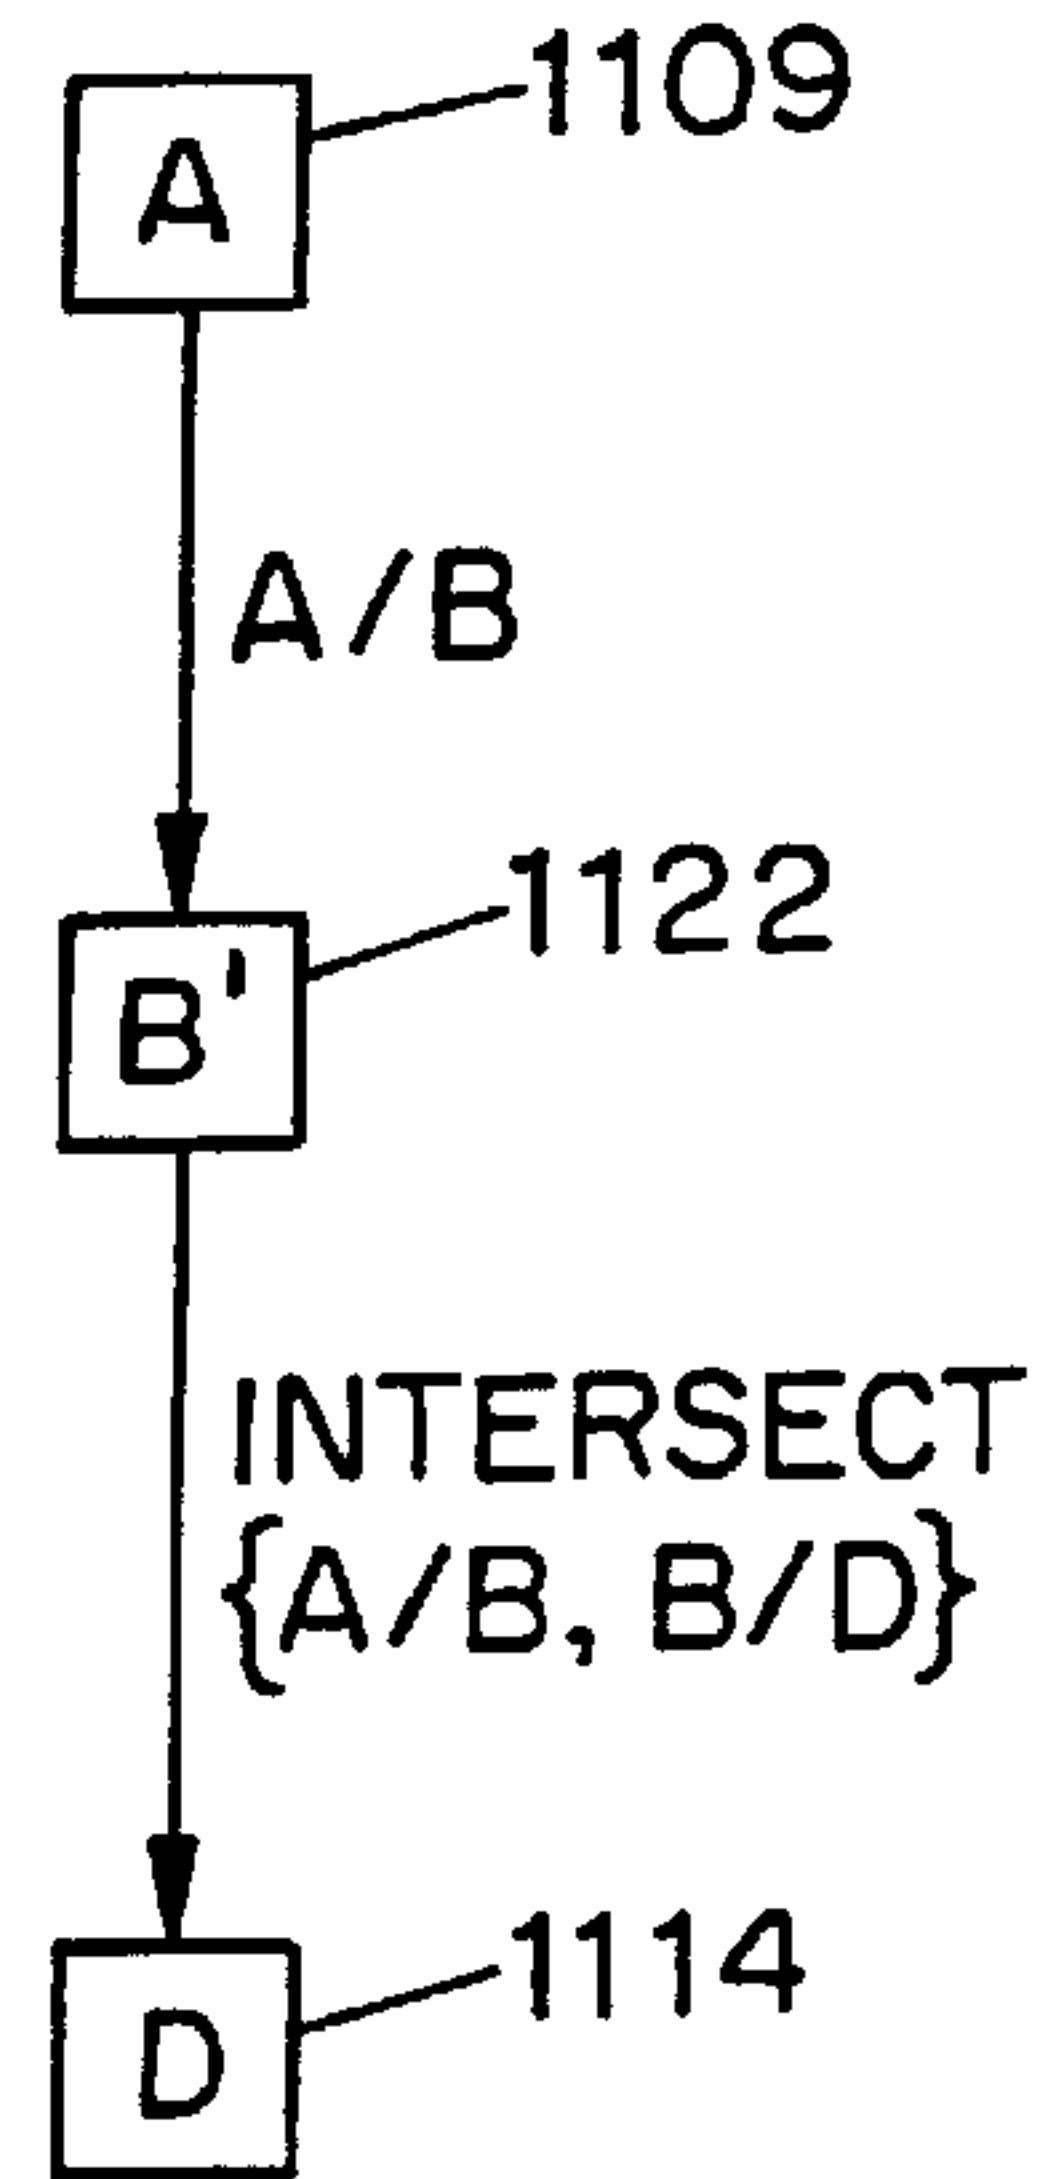 1109
A
A/B
1122
B'
INTERSECT
{A/B, B/D}
1114
D